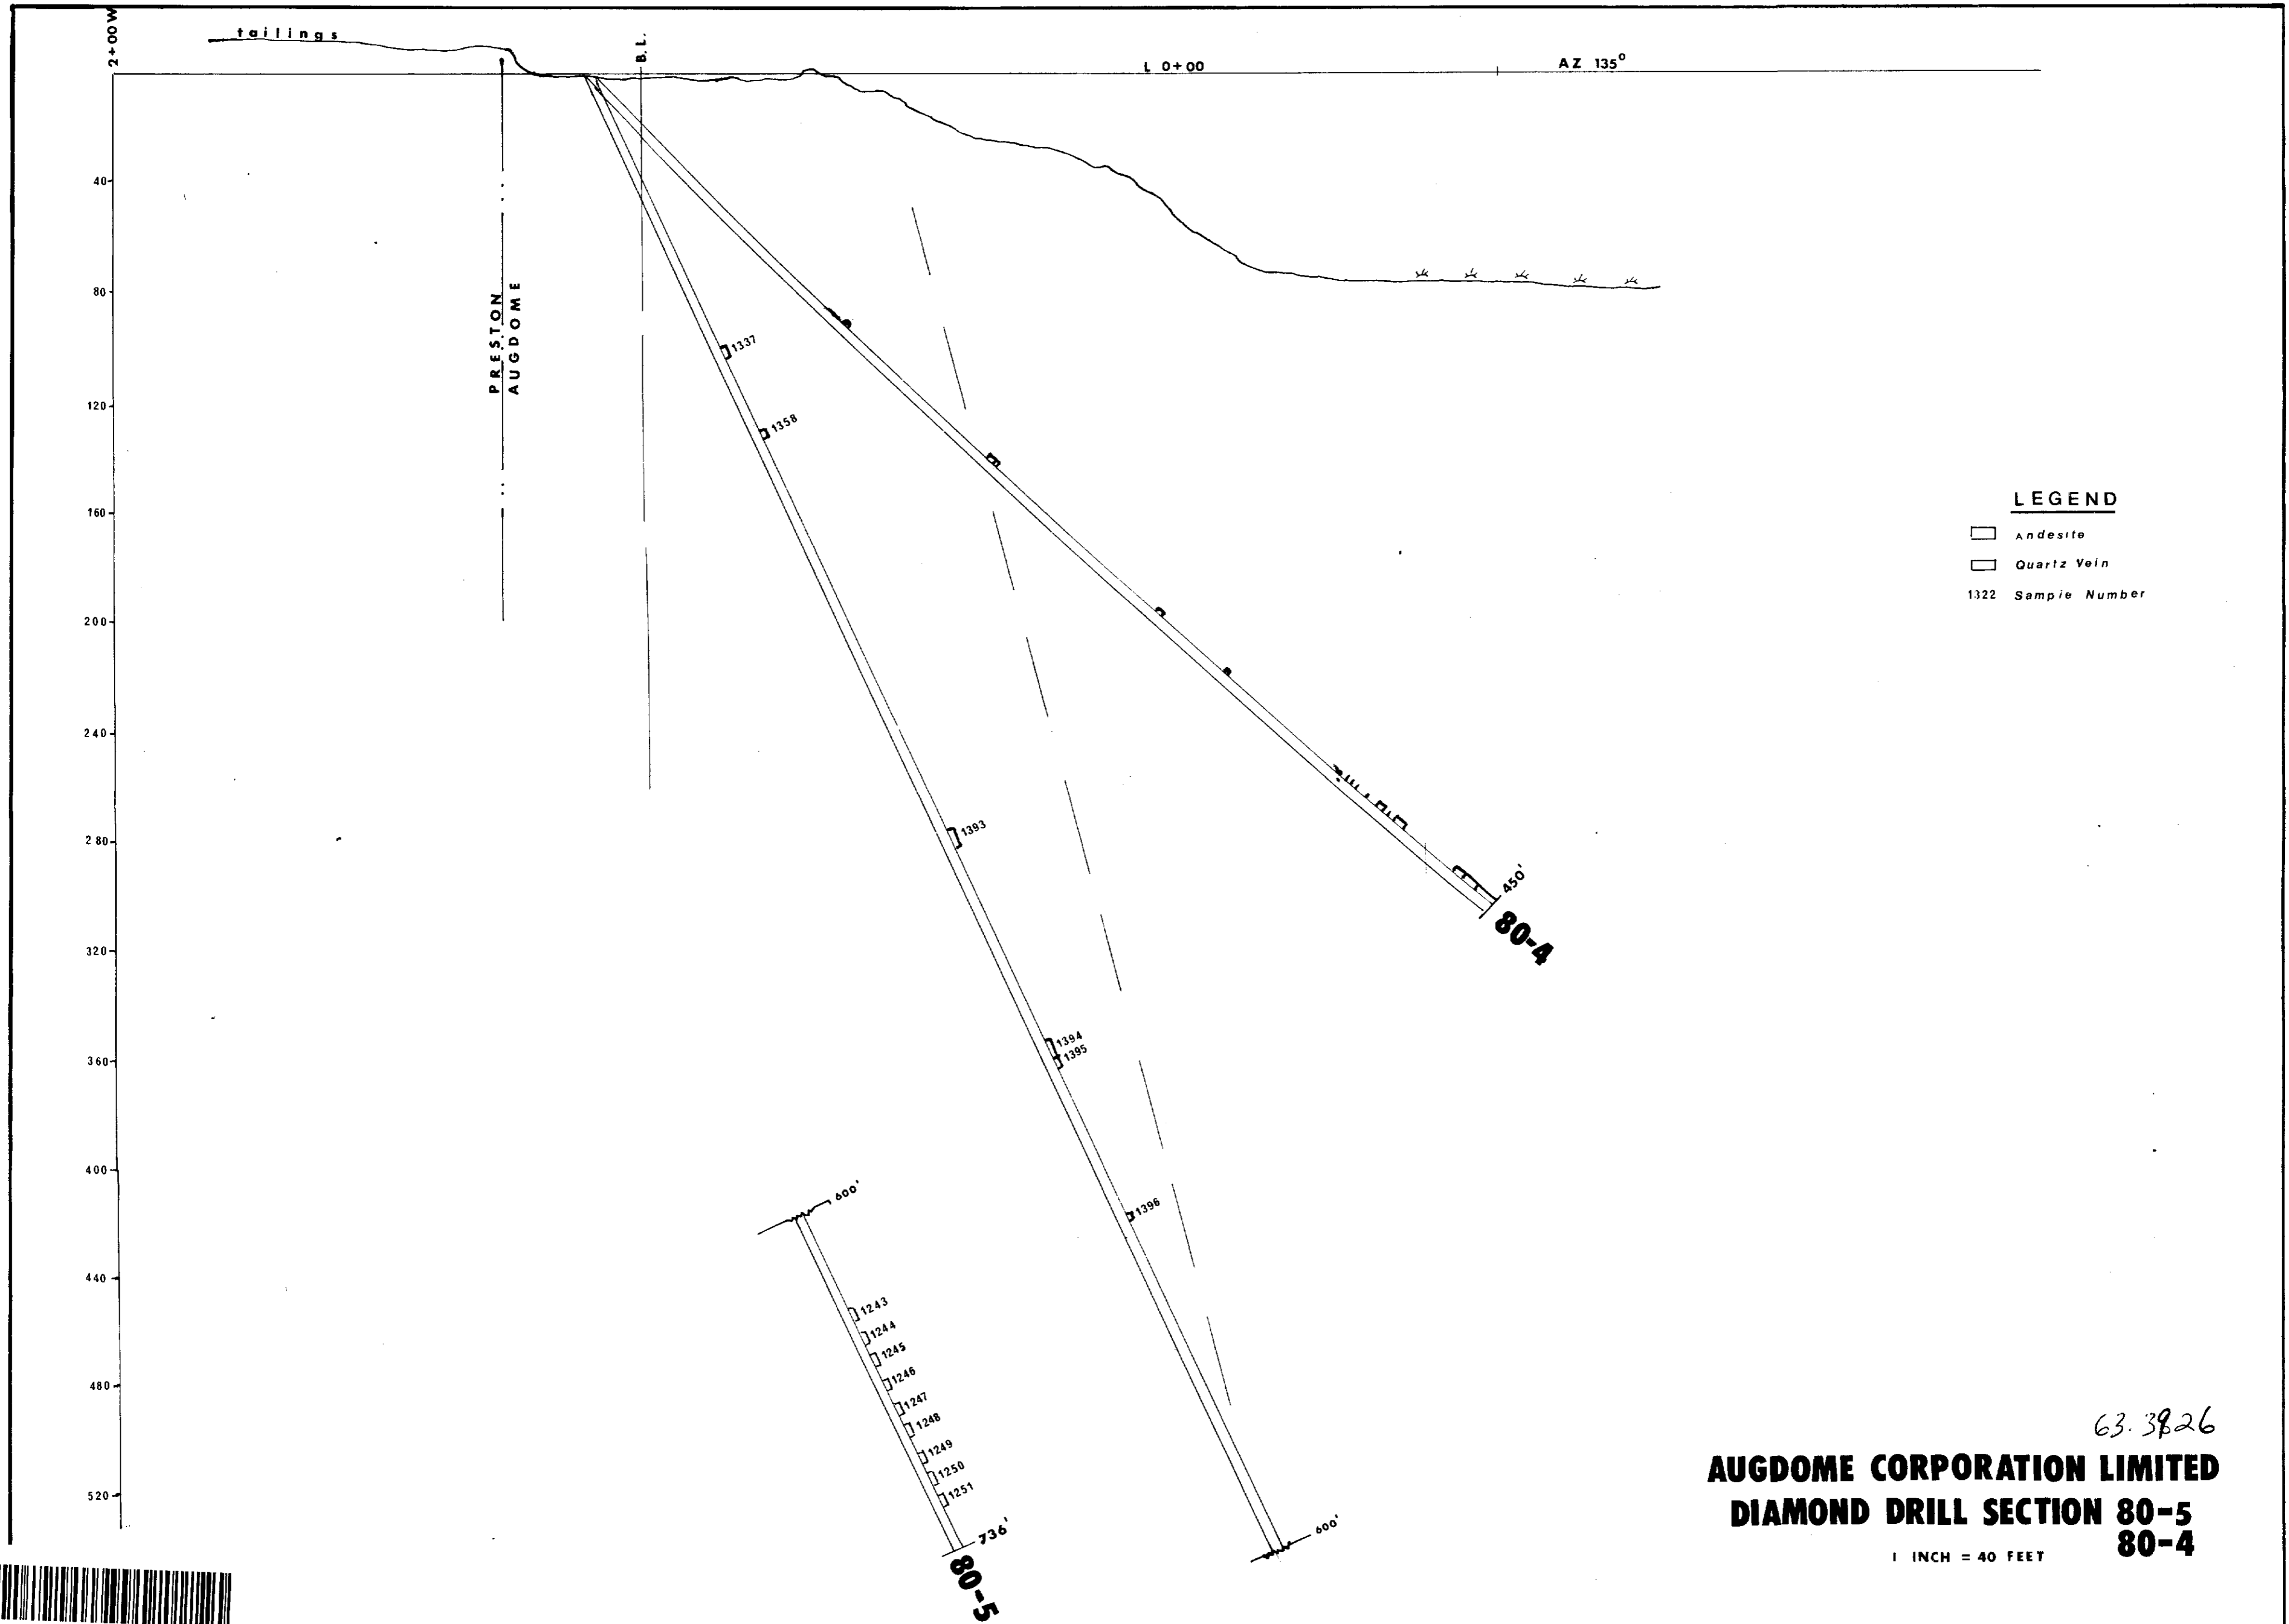 2+00W
tailings
B.L.
L 0+00
AZ 135°
40
80
120
160
200
240
280
320
360
400
440
480
520
PRESTON
AUGDOME
1337
1358
1393
1394
1395
1396
600'
450'
80-4
600'
1243
1244
1245
1246
1247
1248
1249
1250
1251
736'
80-5
LEGEND
Andesite
Quartz Vein
1322 Sample Number
63.3826
AUGDOME CORPORATION LIMITED
DIAMOND DRILL SECTION 80-5
80-4
1 INCH = 40 FEET